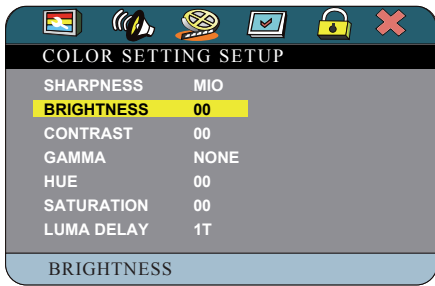 COLOR SETTING SETUP
SHARPNESS MIO
BRIGHTNESS 00
CONTRAST 00
GAMMA NONE
HUE 00
SATURATION 00
LUMA DELAY 1T
BRIGHTNESS